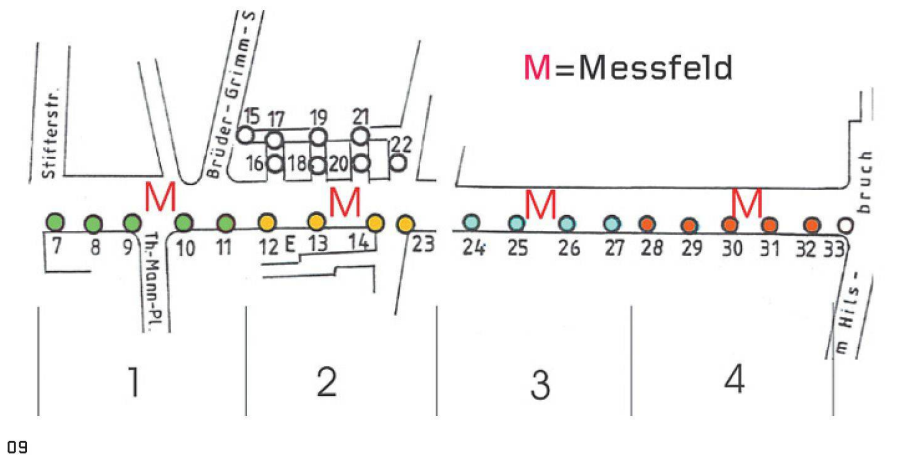 M=Messfeld
Stifterstr.
Brüder-Grimm-S
15 17 19 21
22
16 18 20
M M M M
bruch
7 8 9 10 11 12 E 13 14 23 24 25 26 27 28 29 30 31 32 33
Th.-Mann-Pl.
m Hils-
1 2 3 4
09